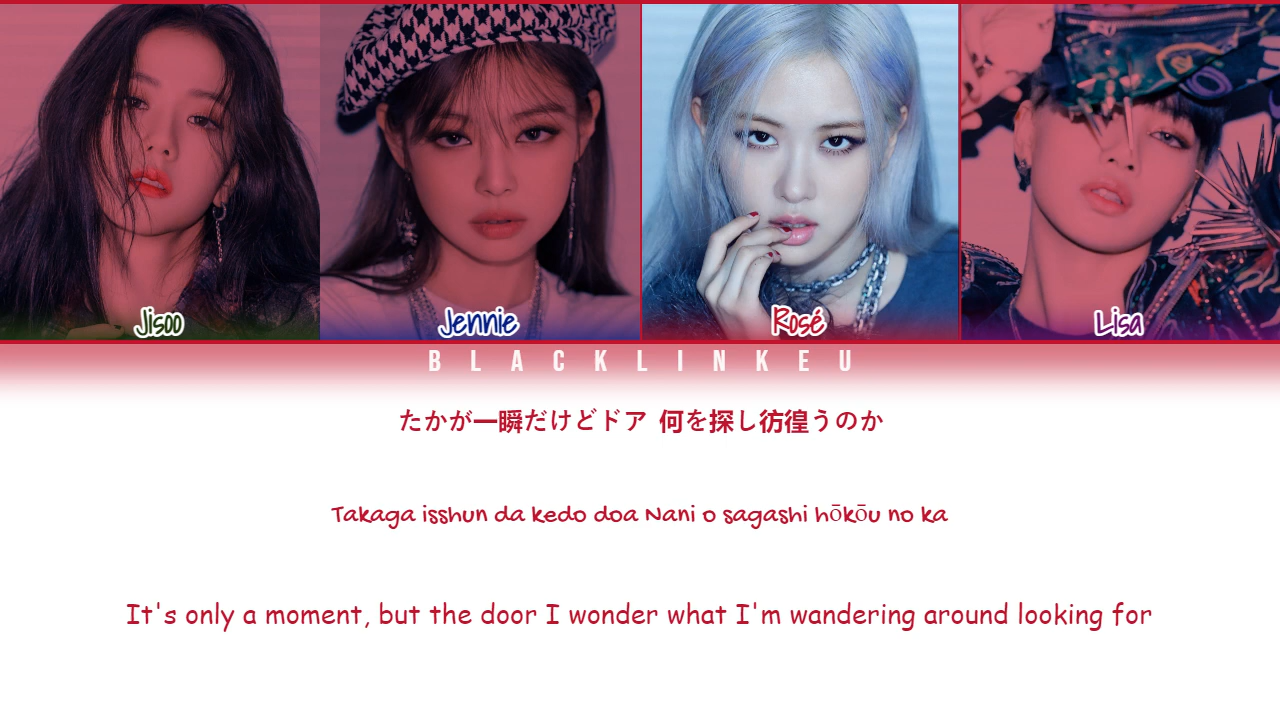 Jisoo
Jennie
Rosé
Lisa
BLACKLINKEU
たかが一瞬だけどドア 何を探し彷徨うのか
Takaga isshun da kedo doa Nani o sagashi hōkōu no ka
It's only a moment, but the door I wonder what I'm wandering around looking for